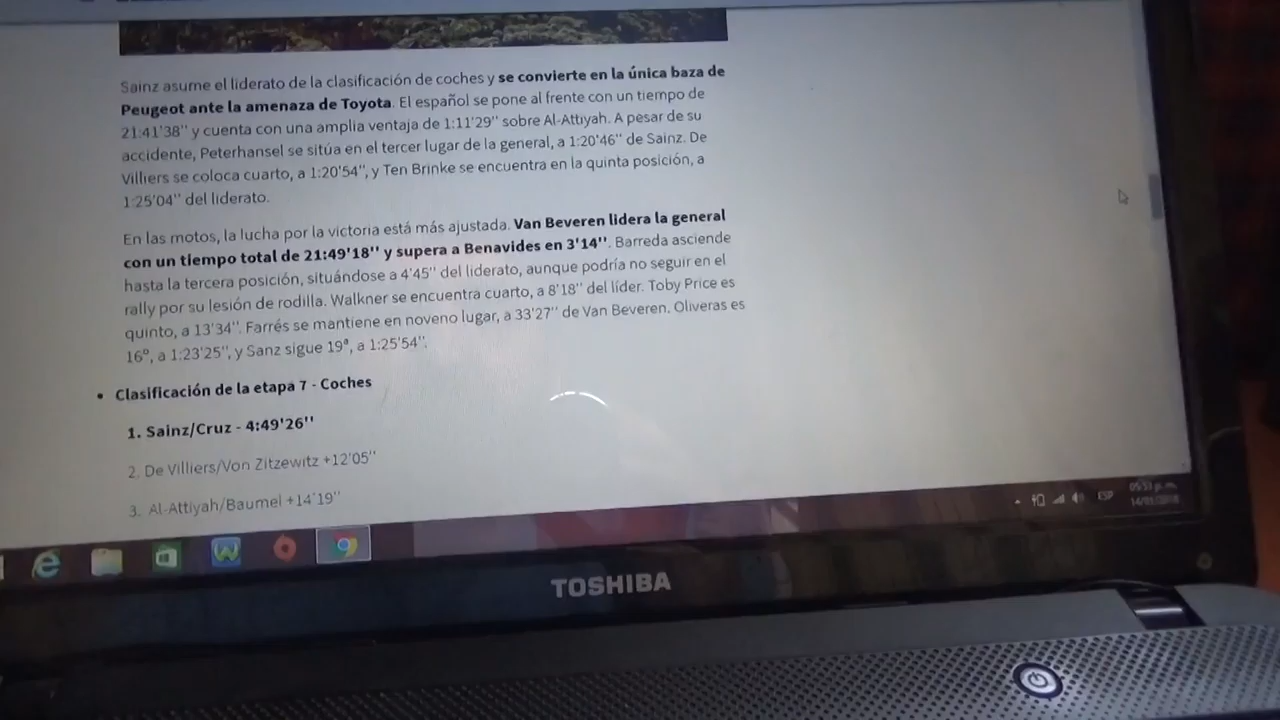 Sainz asume el liderato de la clasificación de coches y se convierte en la única baza de
Peugeot ante la amenaza de Toyota. El español se pone al frente con un tiempo de
21:41'38'' y cuenta con una amplia ventaja de 1:11'29'' sobre Al-Attiyah. A pesar de su
accidente, Peterhansel se sitúa en el tercer lugar de la general, a 1:20'46'' de Sainz. De
Villiers se coloca cuarto, a 1:20'54'', y Ten Brinke se encuentra en la quinta posición, a
1:25'04'' del liderato.
En las motos, la lucha por la victoria está más ajustada. Van Beveren lidera la general
con un tiempo total de 21:49'18'' y supera a Benavides en 3'14''. Barreda asciende
hasta la tercera posición, situándose a 4'45'' del liderato, aunque podría no seguir en el
rally por su lesión de rodilla. Walkner se encuentra cuarto, a 8'18'' del líder. Toby Price es
quinto, a 13'34''. Farrés se mantiene en noveno lugar, a 33'27'' de Van Beveren. Oliveras es
16º, a 1:23'25'', y Sanz sigue 19ª, a 1:25'54''.
• Clasificación de la etapa 7 - Coches
1. Sainz/Cruz - 4:49'26''
2. De Villiers/Von Zitzewitz +12'05''
3. Al-Attiyah/Baumel +14'19''
ESP
TOSHIBA